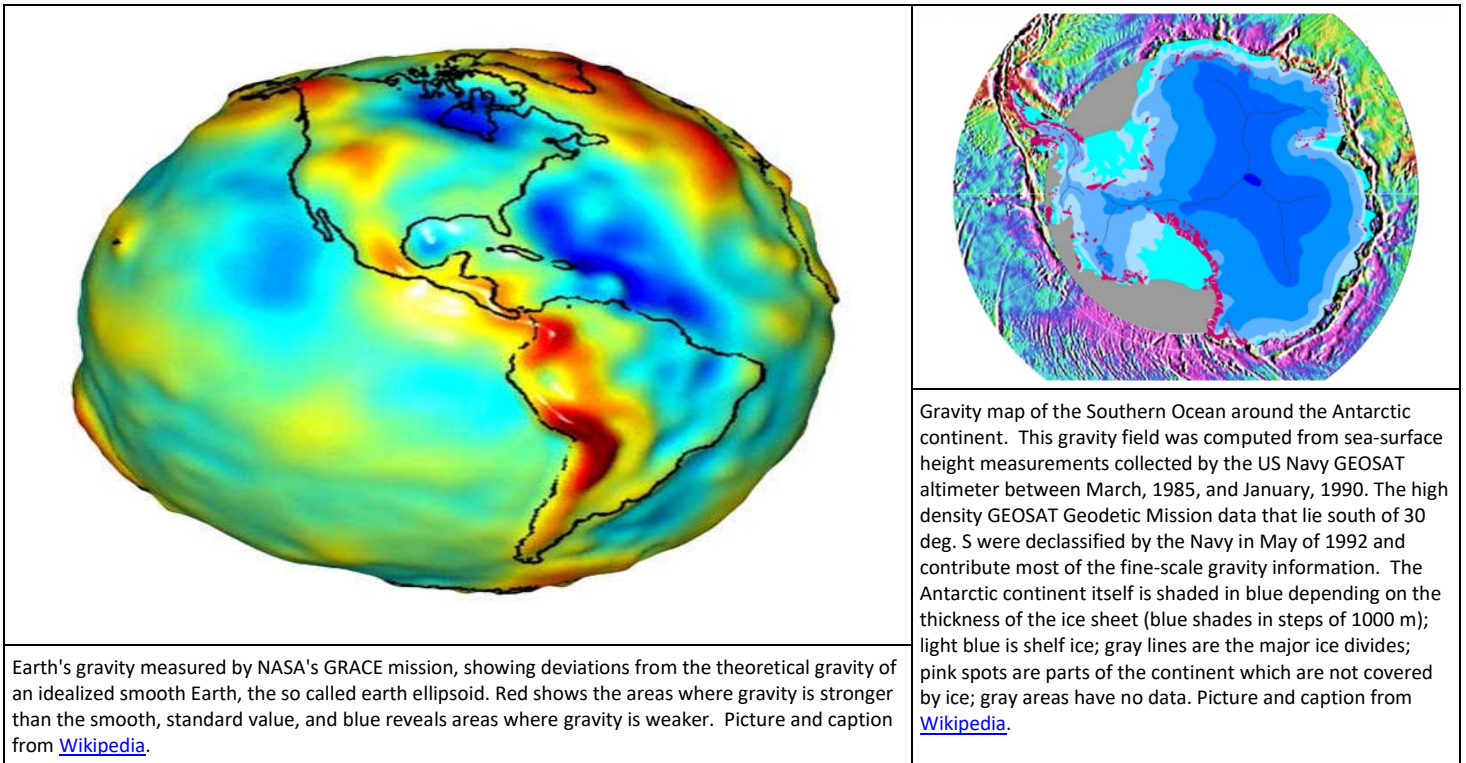 Earth's gravity measured by NASA's GRACE mission, showing deviations from the theoretical gravity of
an idealized smooth Earth, the so called earth ellipsoid. Red shows the areas where gravity is stronger
than the smooth, standard value, and blue reveals areas where gravity is weaker.  Picture and caption
from Wikipedia.
Gravity map of the Southern Ocean around the Antarctic
continent.  This gravity field was computed from sea-surface
height measurements collected by the US Navy GEOSAT
altimeter between March, 1985, and January, 1990. The high
density GEOSAT Geodetic Mission data that lie south of 30
deg. S were declassified by the Navy in May of 1992 and
contribute most of the fine-scale gravity information.  The
Antarctic continent itself is shaded in blue depending on the
thickness of the ice sheet (blue shades in steps of 1000 m);
light blue is shelf ice; gray lines are the major ice divides;
pink spots are parts of the continent which are not covered
by ice; gray areas have no data. Picture and caption from
Wikipedia.